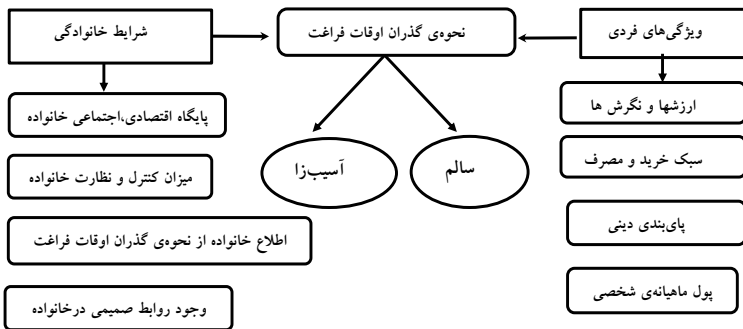 ویژگی‌های فردی
نحوه‌ی گذران اوقات فراغت
شرایط خانوادگی
ارزشها و نگرش ها
پایگاه اقتصادی،اجتماعی خانواده
سبک خرید و مصرف
سالم
آسیب‌زا
میزان کنترل و نظارت خانواده
پای‌بندی دینی
اطلاع خانواده از نحوه‌ی گذران اوقات فراغت
پول ماهیانه‌ی شخصی
وجود روابط صمیمی درخانواده